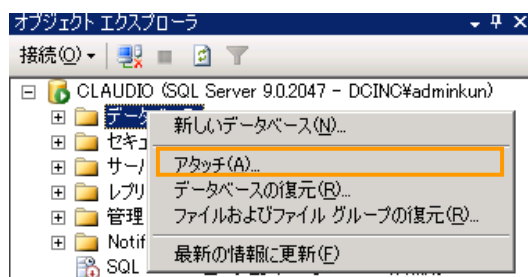 オブジェクト エクスプローラ
接続(O)
CLAUDIO (SQL Server 9.0.2047 - DCINC¥adminkun)
データ
新しいデータベース(N)...
セキュ
サーバ
アタッチ(A)...
データベースの復元(R)...
レプリ
ファイルおよびファイル グループの復元(R)...
管理
Notif
最新の情報に更新(F)
SQL